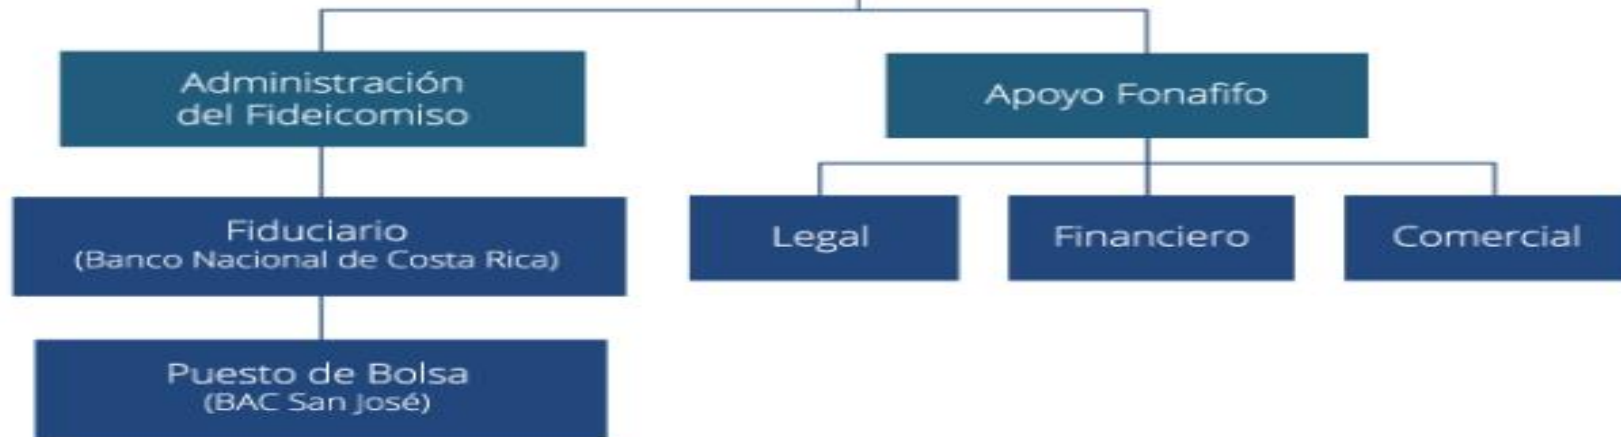 Administración
del Fideicomiso
Apoyo Fonafifo
Fiduciario
(Banco Nacional de Costa Rica)
Legal
Financiero
Comercial
Puesto de Bolsa
(BAC San José)